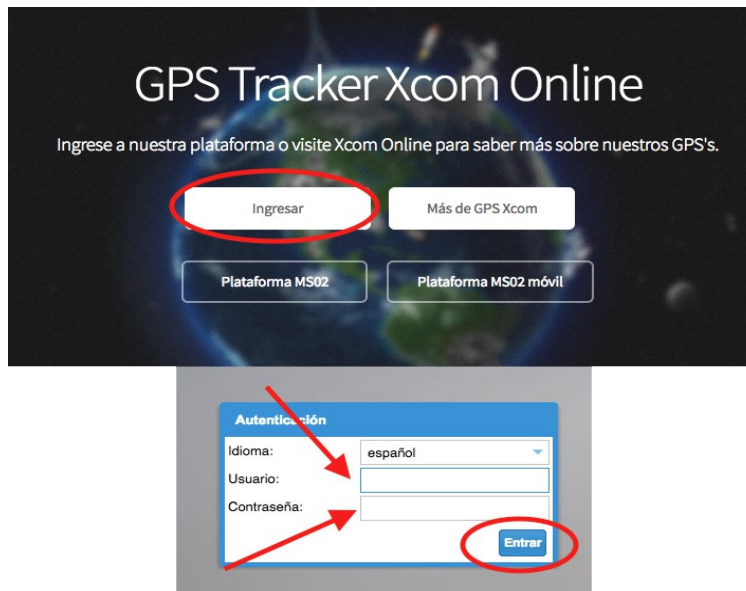 GPS Tracker Xcom Online
Ingrese a nuestra plataforma o visite Xcom Online para saber más sobre nuestros GPS's.
Ingresar Más de GPS Xcom
Plataforma MS02 Plataforma MS02 móvil
Autenticación
Idioma: español
Usuario:
Contraseña:
Entrar